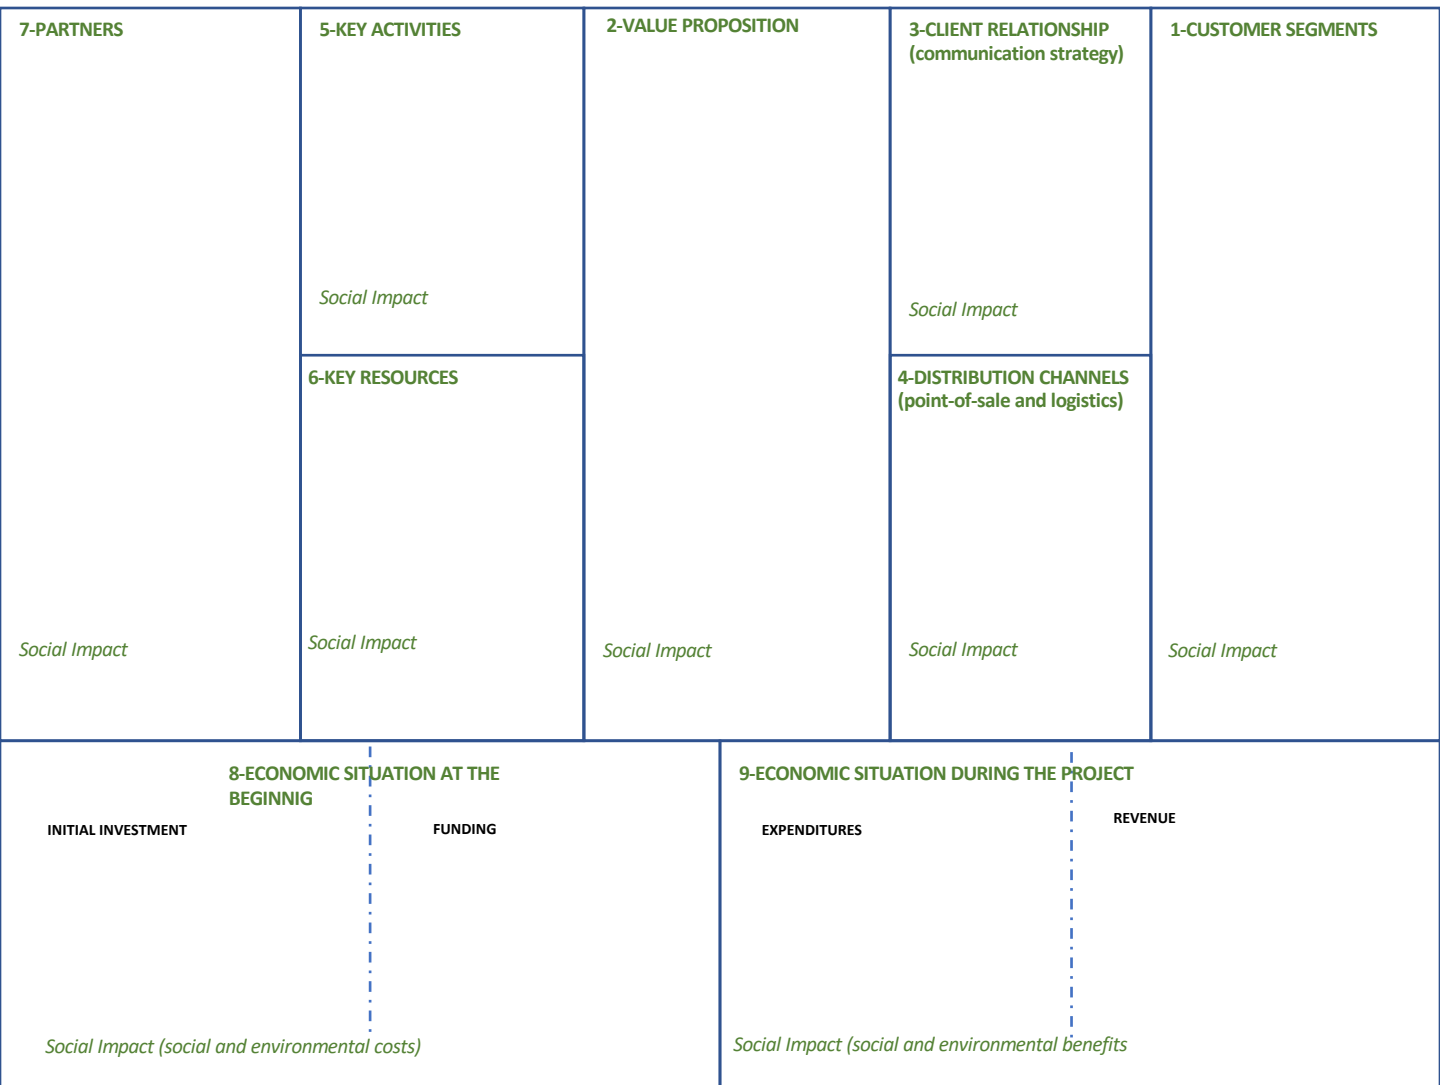 7-PARTNERS
Social Impact
5-KEY ACTIVITIES
Social Impact
6-KEY RESOURCES
Social Impact
2-VALUE PROPOSITION
Social Impact
3-CLIENT RELATIONSHIP
(communication strategy)
Social Impact
4-DISTRIBUTION CHANNELS
(point-of-sale and logistics)
Social Impact
1-CUSTOMER SEGMENTS
Social Impact
8-ECONOMIC SITUATION AT THE
BEGINNIG
INITIAL INVESTMENT
FUNDING
Social Impact (social and environmental costs)
9-ECONOMIC SITUATION DURING THE PROJECT
EXPENDITURES
REVENUE
Social Impact (social and environmental benefits